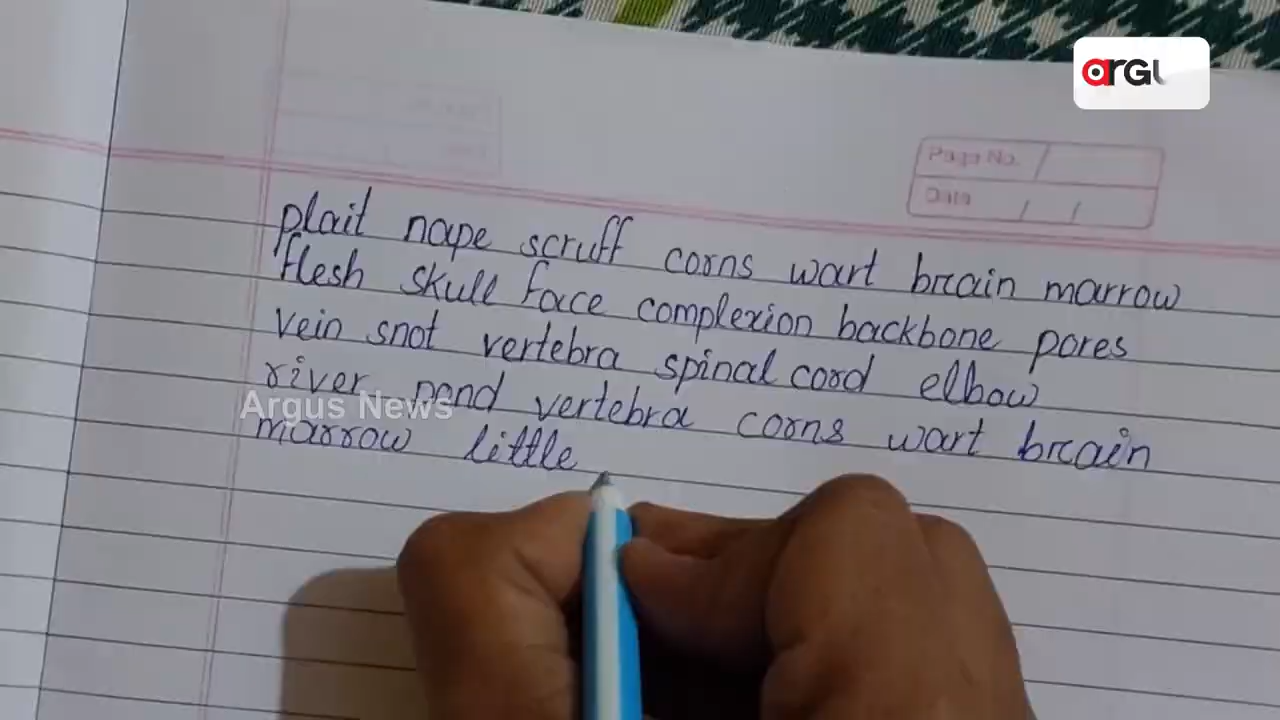 arGU
Page No.
Date / /
plait nape scruff corns wart brain marrow
flesh skull face complexion backbone pores
vein snot vertebra spinal cord elbow
river pond vertebra corns wart brain
Argus News
marrow little